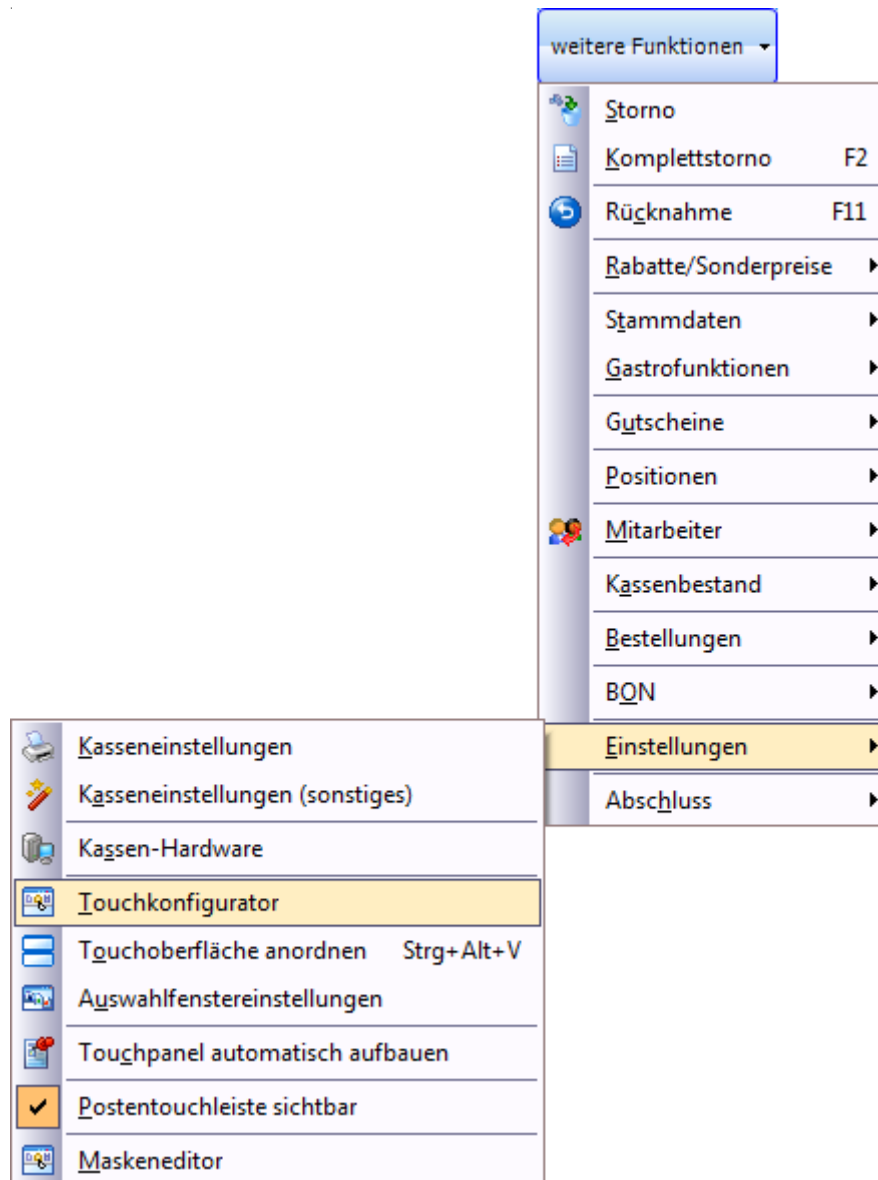 weitere Funktionen
Storno
Komplettstorno F2
Rücknahme F11
Rabatte/Sonderpreise
Stammdaten
Gastrofunktionen
Gutscheine
Positionen
Mitarbeiter
Kassenbestand
Bestellungen
BON
Einstellungen
Abschluss
Kasseneinstellungen
Kasseneinstellungen (sonstiges)
Kassen-Hardware
Touchkonfigurator
Touchoberfläche anordnen Strg+Alt+V
Auswahlfenstereinstellungen
Touchpanel automatisch aufbauen
Postentouchleiste sichtbar
Maskeneditor